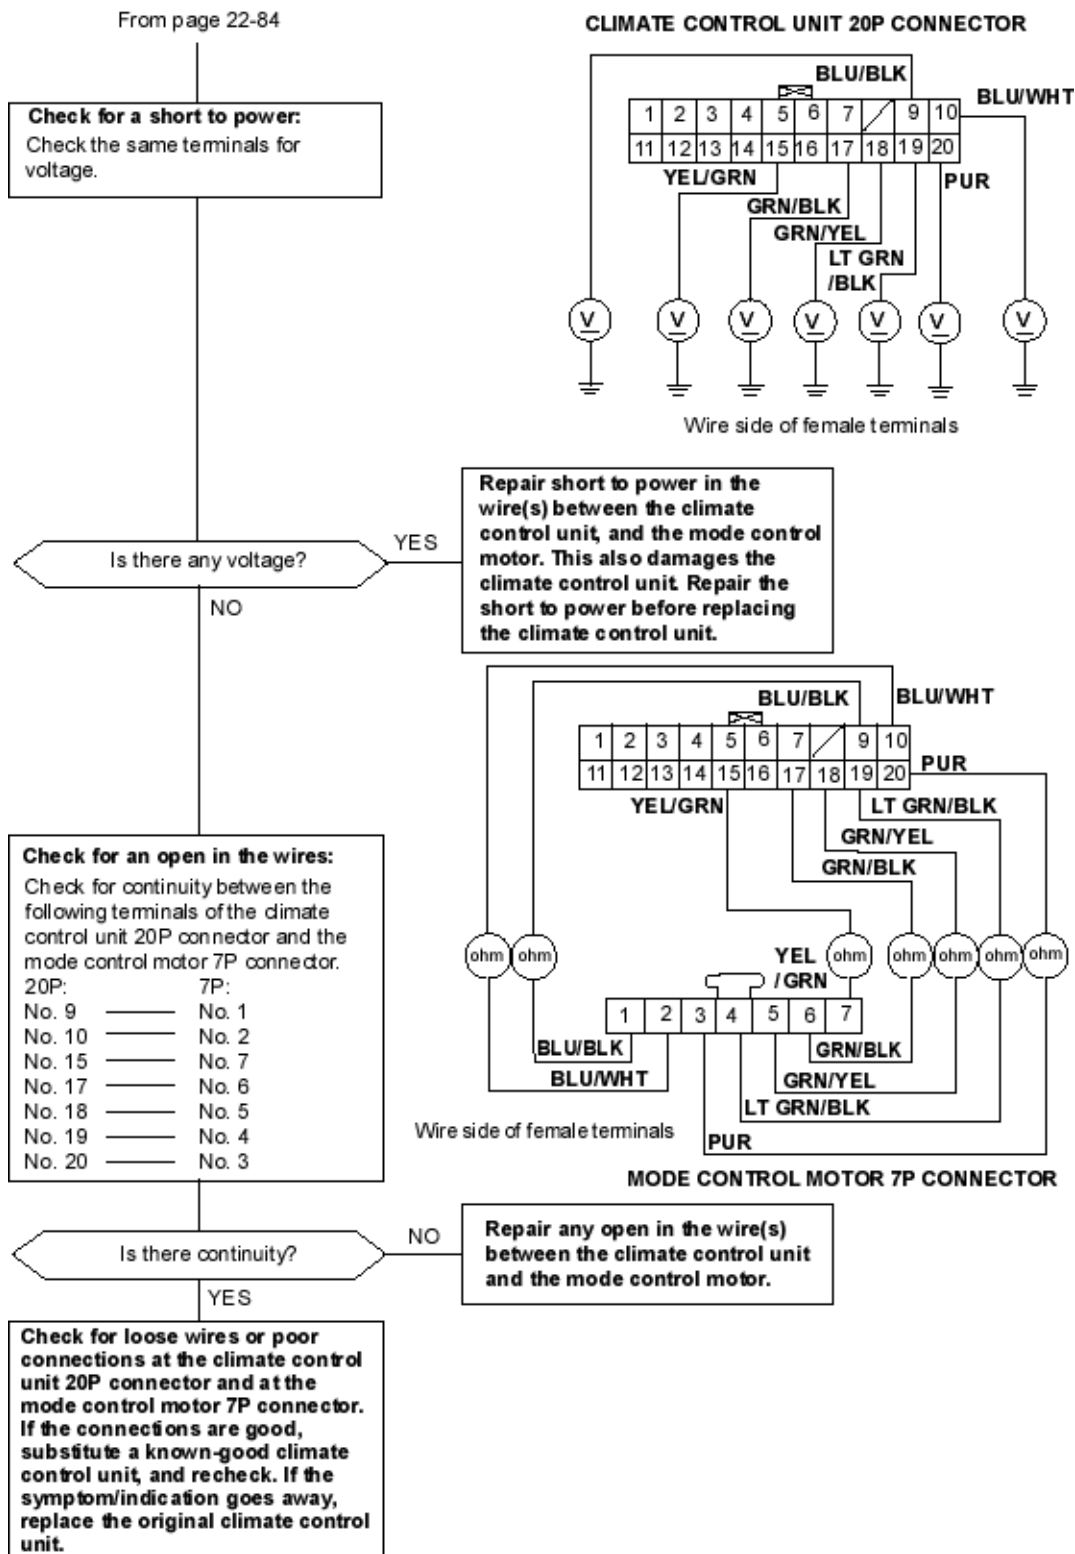 From page 22-84
CLIMATE CONTROL UNIT 20P CONNECTOR
Check for a short to power:
Check the same terminals for
voltage.
BLU/BLK
BLU/WHT
1 2 3 4 5 6 7 9 10
11 12 13 14 15 16 17 18 19 20
YEL/GRN
PUR
GRN/BLK
GRN/YEL
LT GRN
/BLK
V V V V V V V
Wire side of female terminals
Is there any voltage?
YES
NO
Repair short to power in the
wire(s) between the climate
control unit, and the mode control
motor. This also damages the
climate control unit. Repair the
short to power before replacing
the climate control unit.
BLU/BLK
BLU/WHT
1 2 3 4 5 6 7 9 10
11 12 13 14 15 16 17 18 19 20
PUR
YEL/GRN
LT GRN/BLK
GRN/YEL
GRN/BLK
ohm ohm
YEL
/GRN
ohm ohm ohm ohm ohm
1 2 3 4 5 6 7
BLU/BLK
GRN/BLK
BLU/WHT
GRN/YEL
LT GRN/BLK
Wire side of female terminals
PUR
MODE CONTROL MOTOR 7P CONNECTOR
Check for an open in the wires:
Check for continuity between the
following terminals of the climate
control unit 20P connector and the
mode control motor 7P connector.
20P: 7P:
No. 9 No. 1
No. 10 No. 2
No. 15 No. 7
No. 17 No. 6
No. 18 No. 5
No. 19 No. 4
No. 20 No. 3
Is there continuity?
NO
YES
Repair any open in the wire(s)
between the climate control unit
and the mode control motor.
Check for loose wires or poor
connections at the climate control
unit 20P connector and at the
mode control motor 7P connector.
If the connections are good,
substitute a known-good climate
control unit, and recheck. If the
symptom/indication goes away,
replace the original climate control
unit.